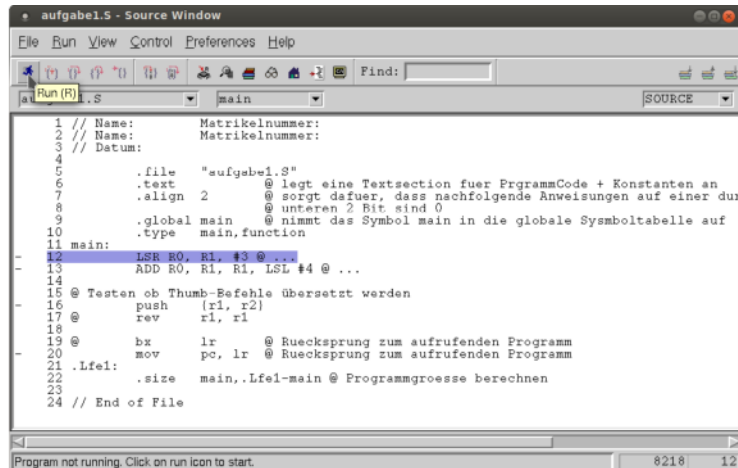 aufgabe1.S - Source Window
File Run View Control Preferences Help
Find:
Run (R)
main
SOURCE
1 // Name: Matrikelnummer:
2 // Name: Matrikelnummer:
3 // Datum:
4
5 .file "aufgabe1.S"
6 .text @ legt eine Textsection fuer PrgrammCode + Konstanten an
7 .align 2 @ sorgt dafuer, dass nachfolgende Anweisungen auf einer du
8 @ unteren 2 Bit sind 0
9 .global main @ nimmt das Symbol main in die globale Sysmboltabelle auf
10 .type main,function
11 main:
- 12 LSR R0, R1, #3 @ ...
- 13 ADD R0, R1, R1, LSL #4 @ ...
14
15 @ Testen ob Thumb-Befehle übersetzt werden
- 16 push {r1, r2}
17 @ rev r1, r1
18
19 @ bx lr @ Ruecksprung zum aufrufenden Programm
- 20 mov pc, lr @ Ruecksprung zum aufrufenden Programm
21 .Lfe1:
22 .size main,.Lfe1-main @ Programmgroesse berechnen
23
24 // End of File
Program not running. Click on run icon to start. 8218 12